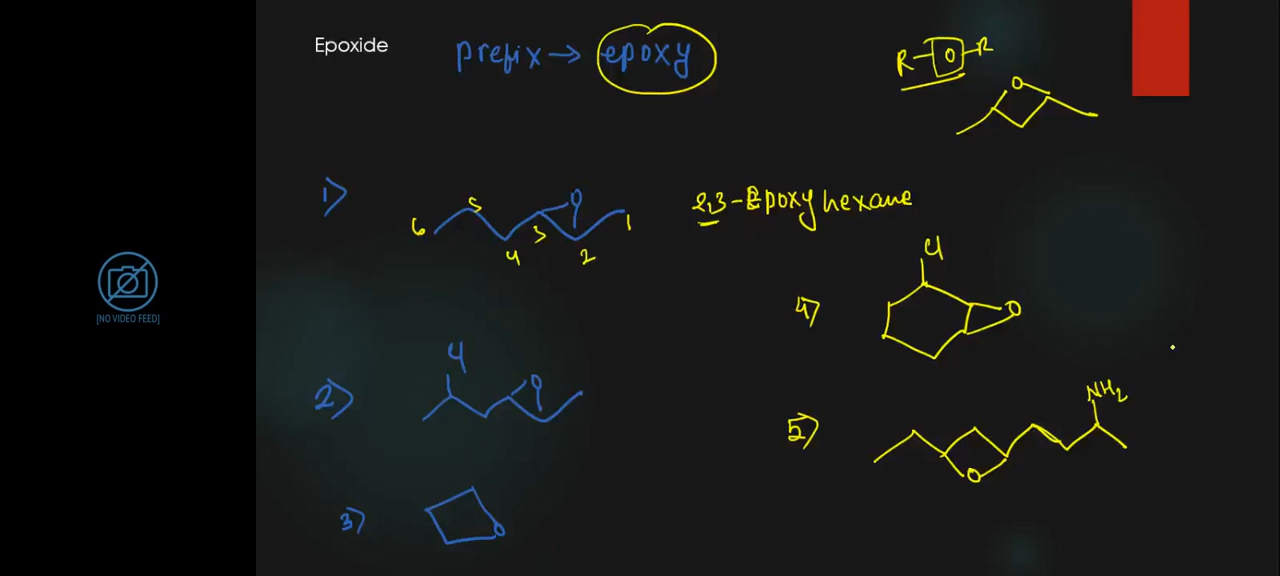 Epoxide
prefix → epoxy
R-O-R
O
1)
6 5 4 3 2 1
O
2,3-Epoxy hexane
[NO VIDEO FEED]
4)
Cl
O
2)
Cl
O
5)
NH2
O
3)
O